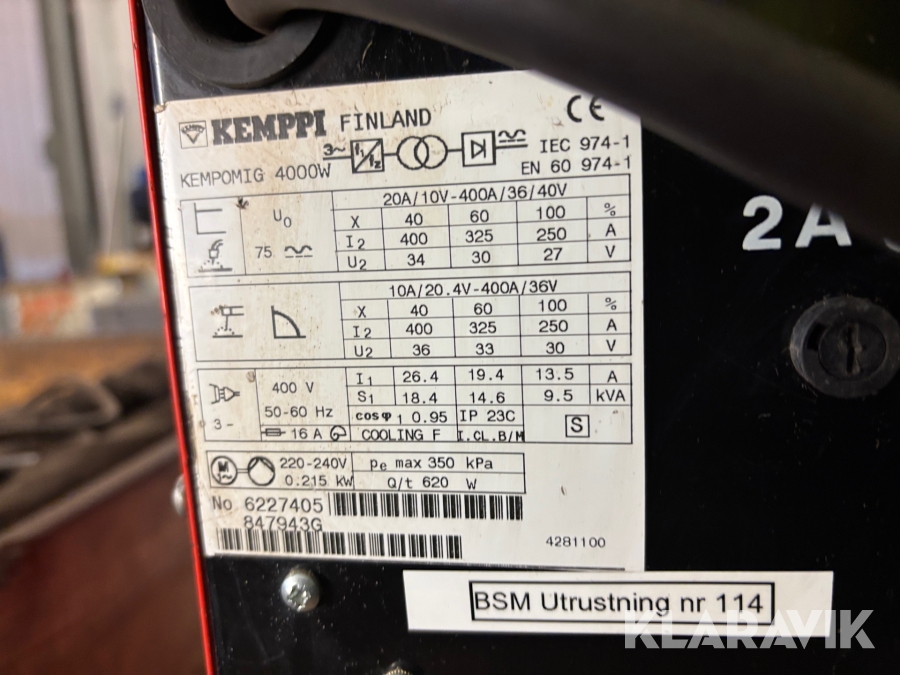 KEMPPI FINLAND
CE
3~ f1/f2
IEC 974-1
KEMPOMIG 4000W
EN 60 974-1
20A/10V-400A/36/40V
U0 X 40 60 100 %
75 I2 400 325 250 A
U2 34 30 27 V
10A/20.4V-400A/36V
X 40 60 100 %
I2 400 325 250 A
U2 36 33 30 V
400 V I1 26.4 19.4 13.5 A
S1 18.4 14.6 9.5 kVA
3~ 50-60 Hz cosφ1 0.95 IP 23C S
16 A COOLING F I.CL.B/M
M 220-240V pe max 350 kPa
0.215 kW Q/t 620 W
No 6227405
847943G
4281100
2A
BSM Utrustning nr 114
KLARAVIK